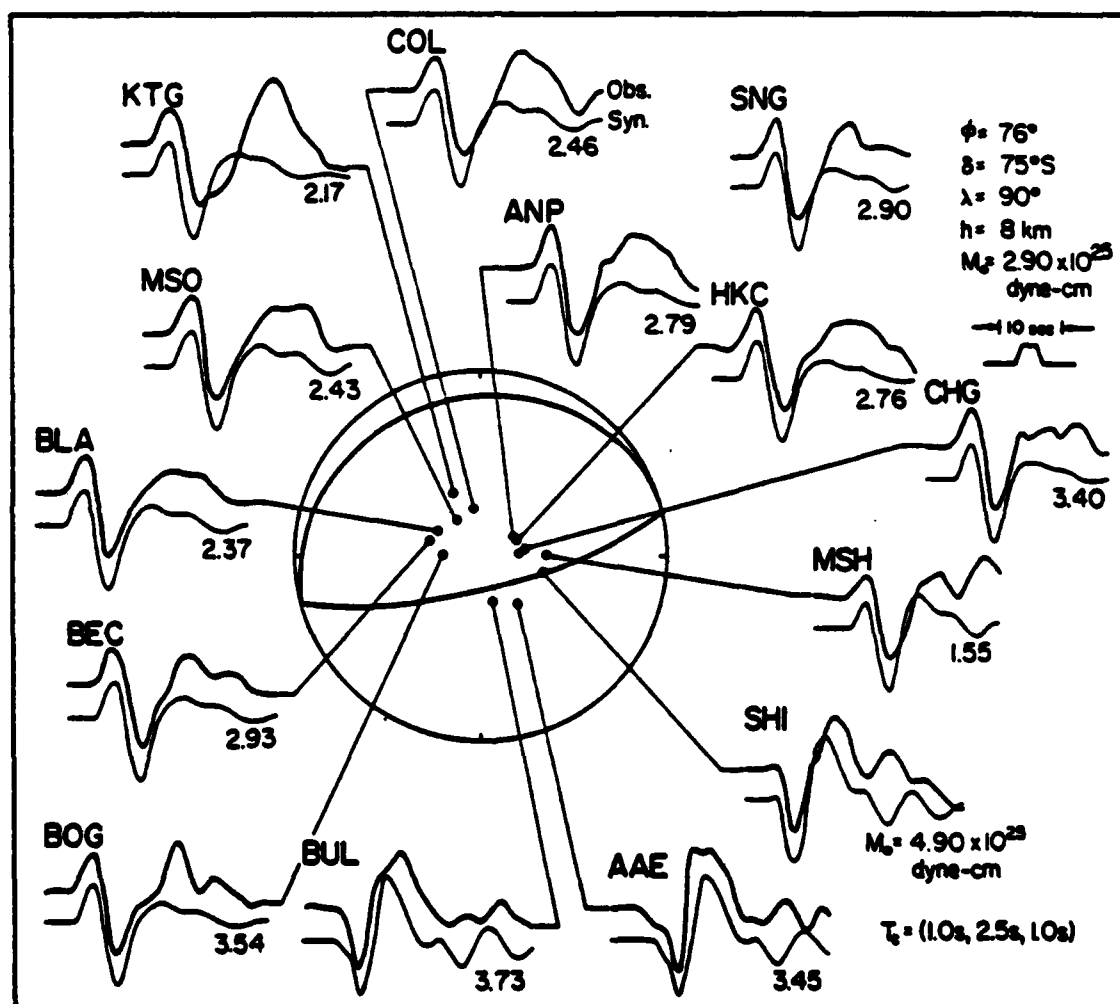 COL
KTG
Obs.
Syn.
SNG
2.46
2.17
2.90
ϕ= 76°
δ= 75°S
λ= 90°
h= 8 km
M₀= 2.90 x10²⁵
dyne-cm
10 sec
ANP
2.79
MSO
2.43
HKC
2.76
CHG
3.40
BLA
2.37
MSH
1.55
BEC
2.93
SHI
M₀= 4.90 x10²⁵
dyne-cm
BOG
3.54
BUL
3.73
AAE
3.45
= (1.0s, 2.5s, 1.0s)